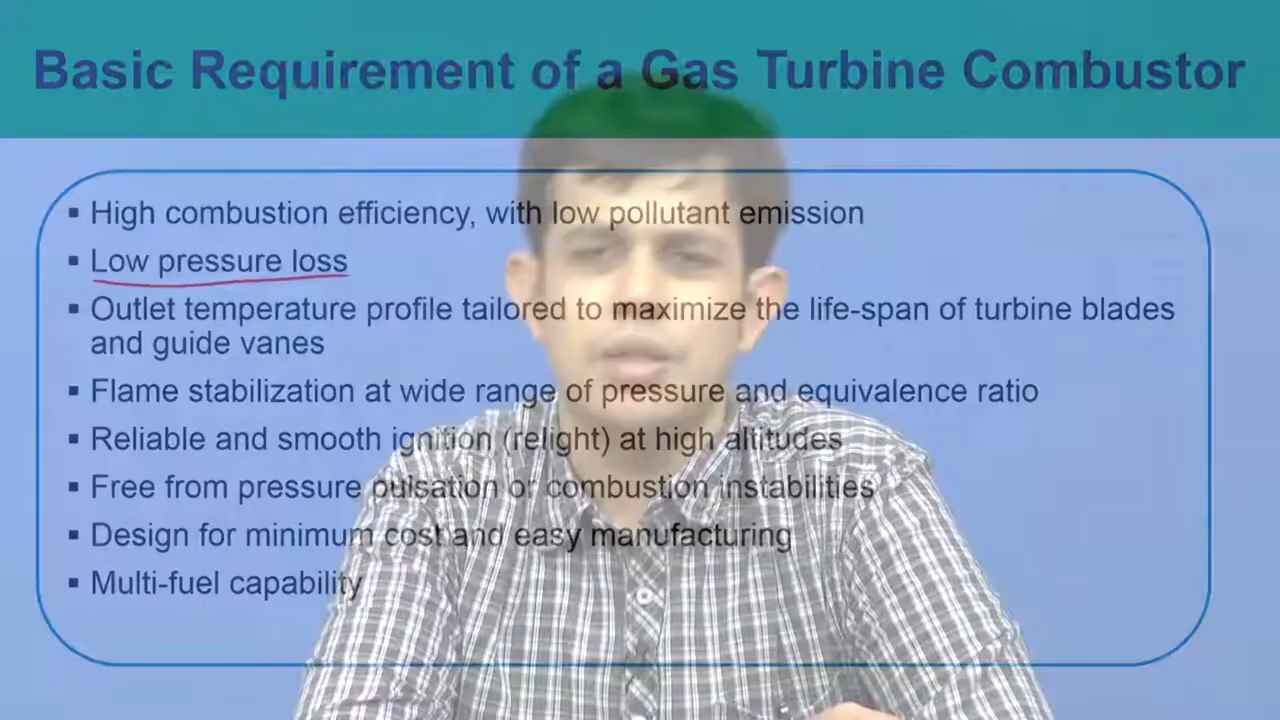 Basic Requirement of a Gas Turbine Combustor
▪ High combustion efficiency, with low pollutant emission
▪ Low pressure loss
▪ Outlet temperature profile tailored to maximize the life-span of turbine blades
and guide vanes
▪ Flame stabilization at wide range of pressure and equivalence ratio
▪ Reliable and smooth ignition (relight) at high altitudes
▪ Free from pressure pulsation or combustion instabilities
▪ Design for minimum cost and easy manufacturing
▪ Multi-fuel capability